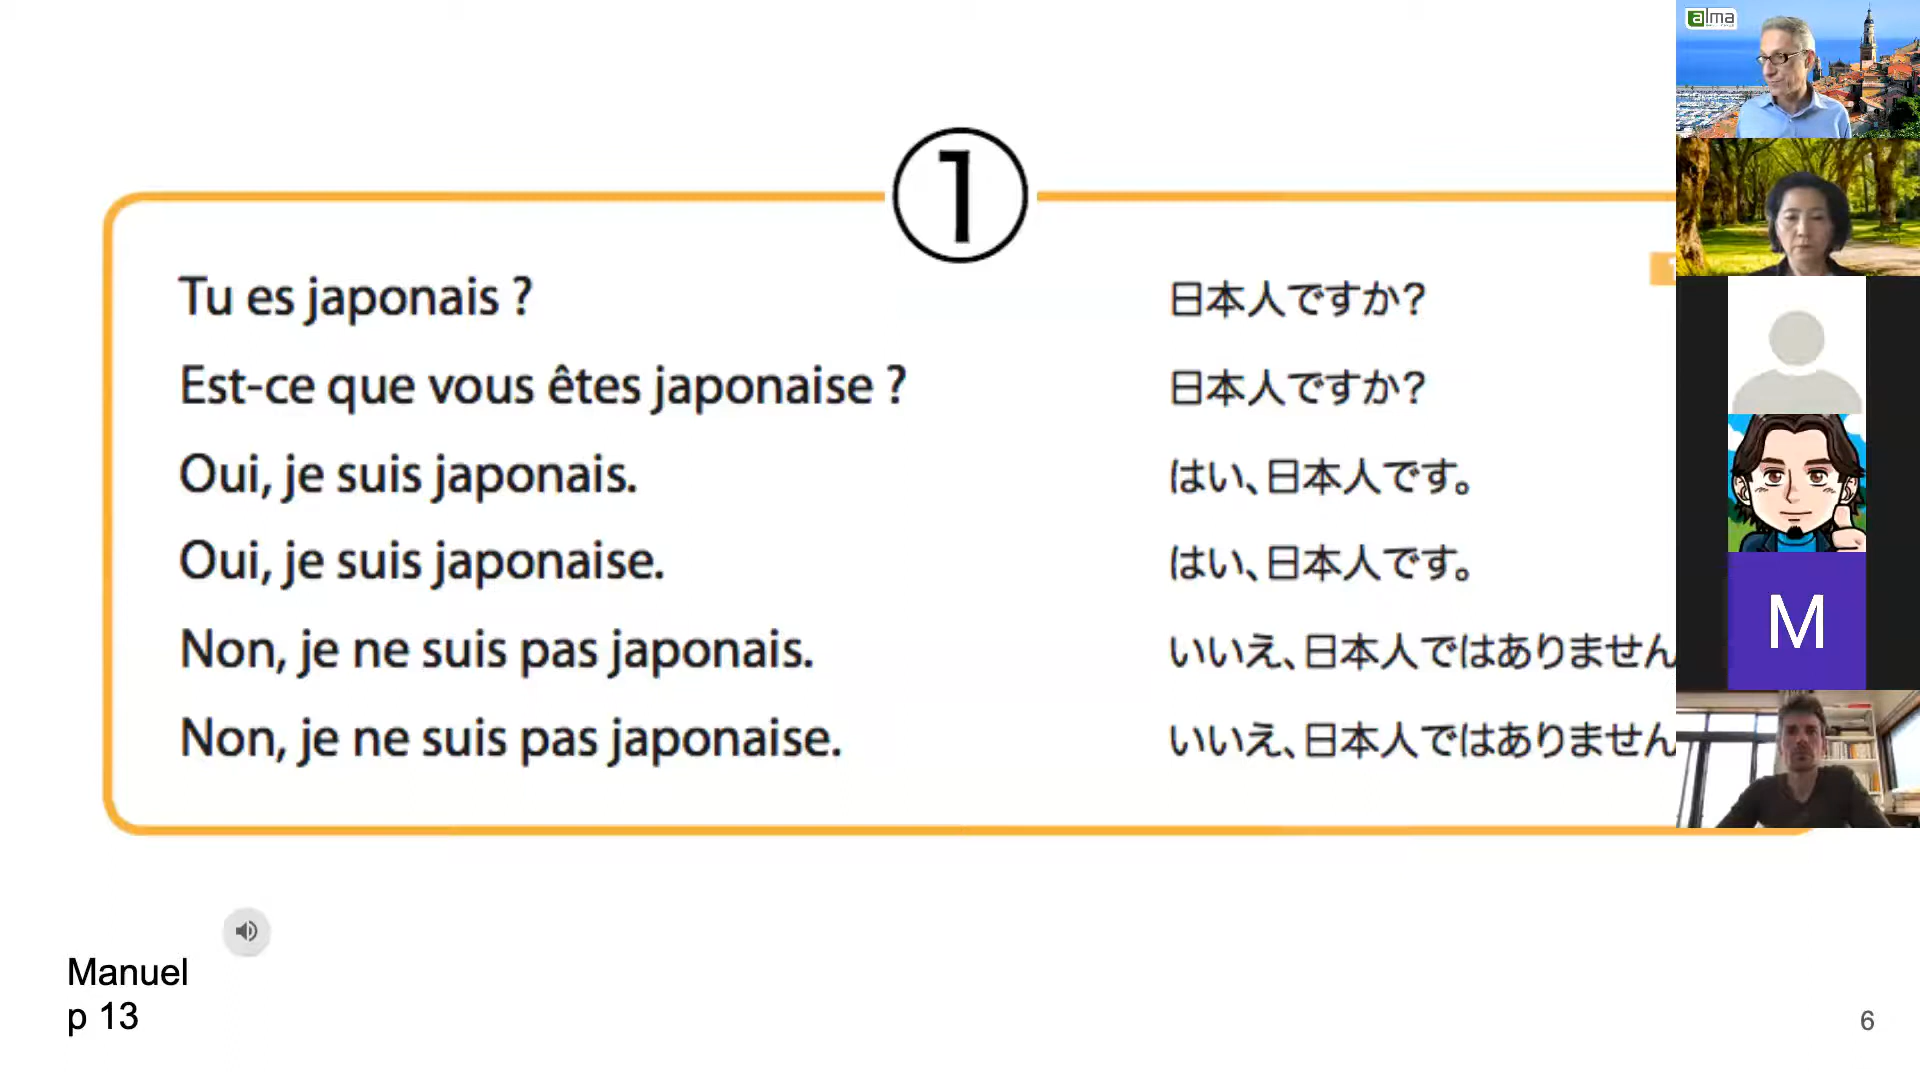 alma
①
Tu es japonais ? 日本人ですか？
Est-ce que vous êtes japonaise ? 日本人ですか？
Oui, je suis japonais. はい、日本人です。
Oui, je suis japonaise. はい、日本人です。
Non, je ne suis pas japonais. いいえ、日本人ではありません
Non, je ne suis pas japonaise. いいえ、日本人ではありません
M
Manuel
p 13
6